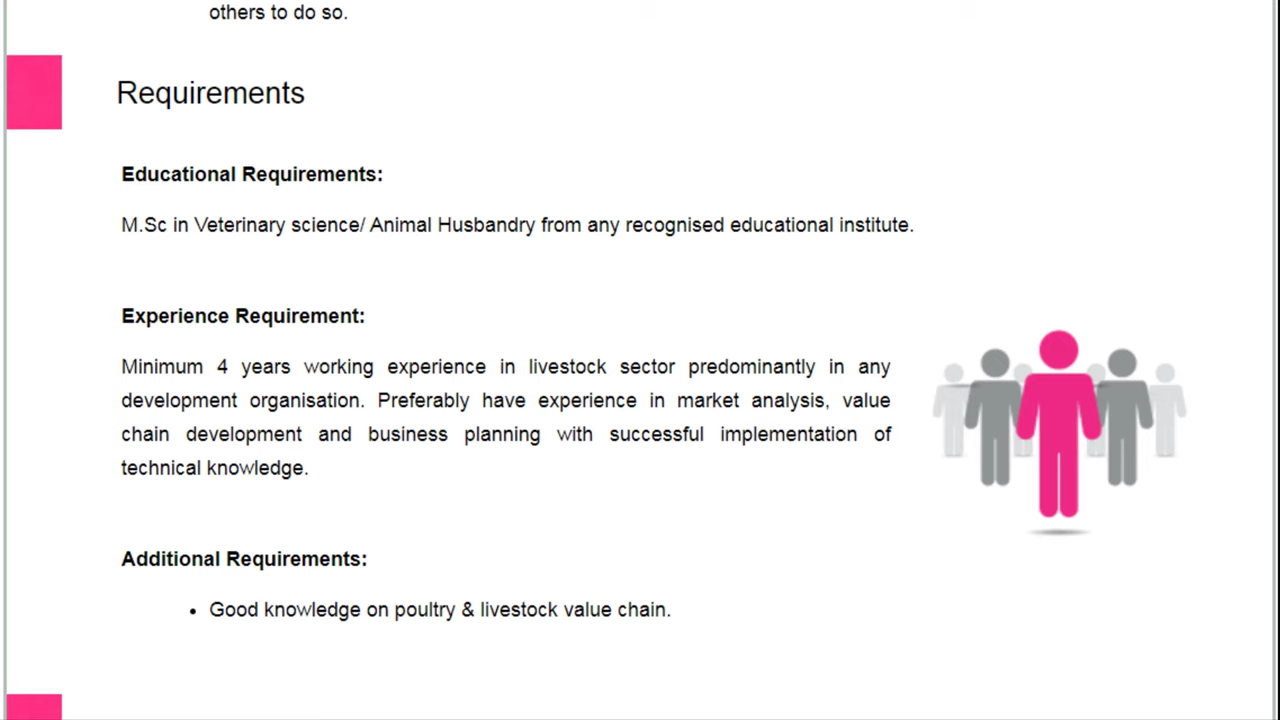 others to do so.
Requirements
Educational Requirements:
M.Sc in Veterinary science/ Animal Husbandry from any recognised educational institute.
Experience Requirement:
Minimum 4 years working experience in livestock sector predominantly in any
development organisation. Preferably have experience in market analysis, value
chain development and business planning with successful implementation of
technical knowledge.
Additional Requirements:
• Good knowledge on poultry & livestock value chain.